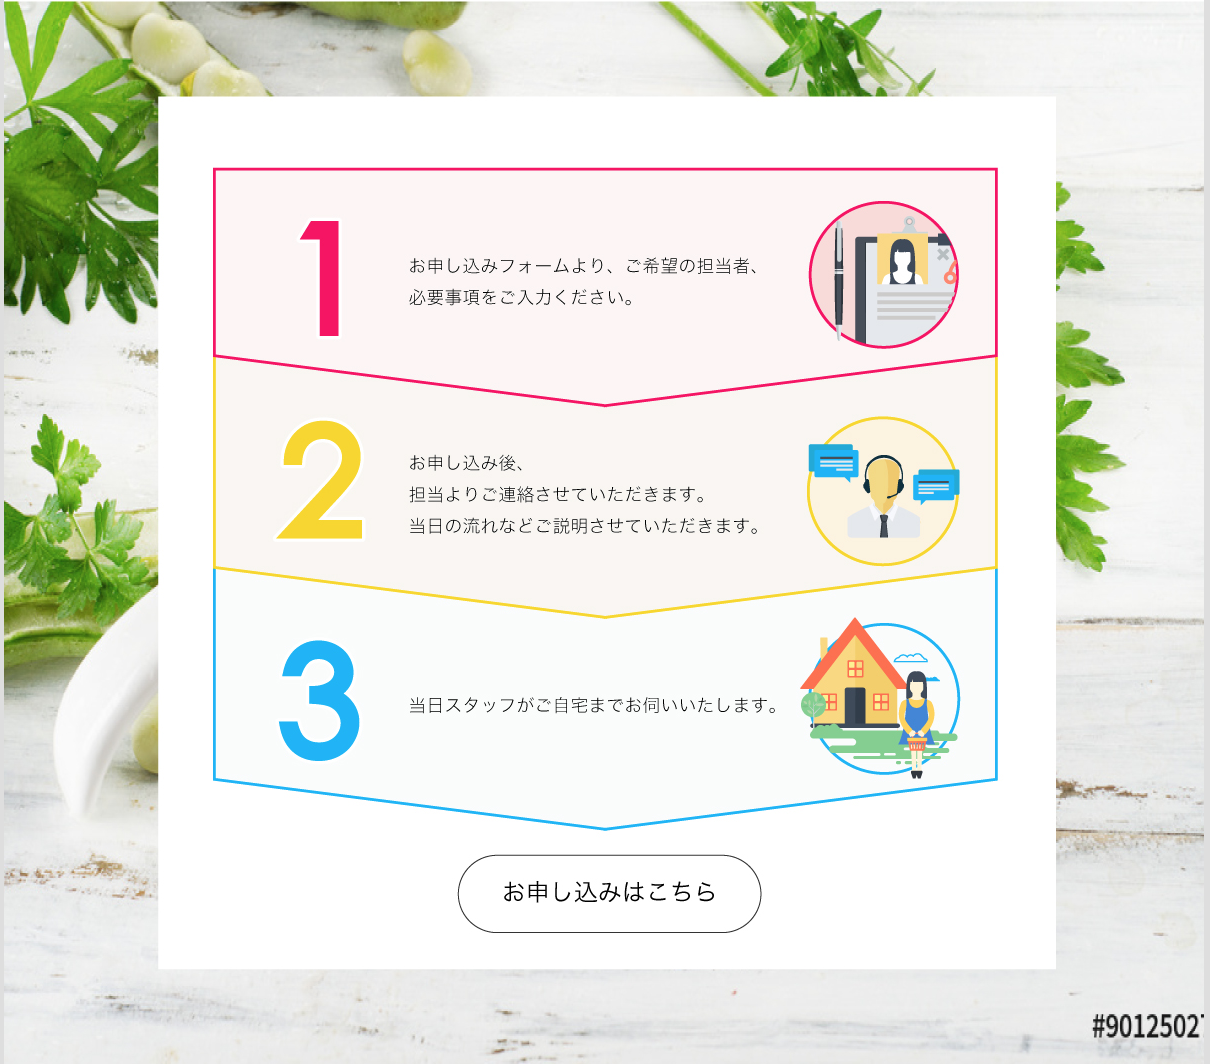 1
お申し込みフォームより、ご希望の担当者、
必要事項をご入力ください。
2
お申し込み後、
担当よりご連絡させていただきます。
当日の流れなどご説明させていただきます。
3
当日スタッフがご自宅までお伺いいたします。
お申し込みはこちら
#9012502